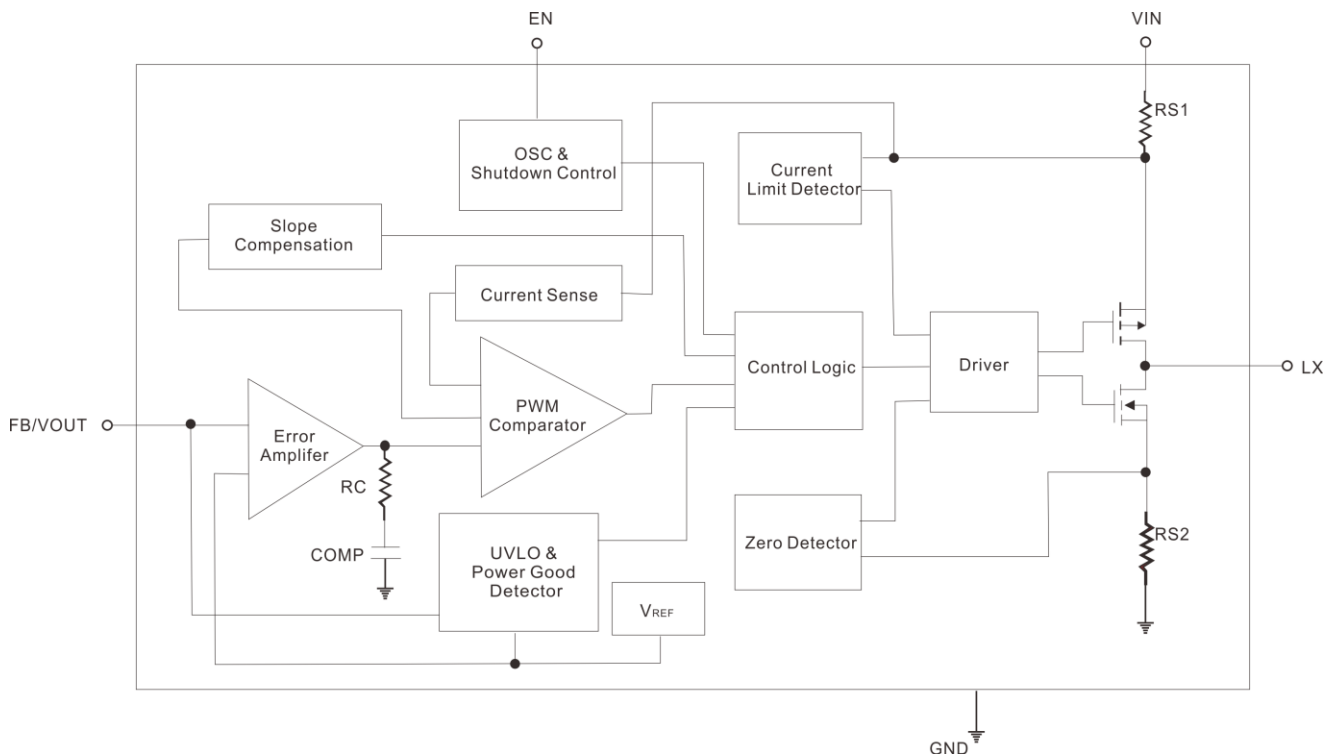 EN
VIN
RS1
OSC &
Shutdown Control
Current
Limit Detector
Slope
Compensation
Current Sense
Control Logic
Driver
LX
PWM
Comparator
FB/VOUT
Error
Amplifer
RC
COMP
UVLO &
Power Good
Detector
VREF
Zero Detector
RS2
GND